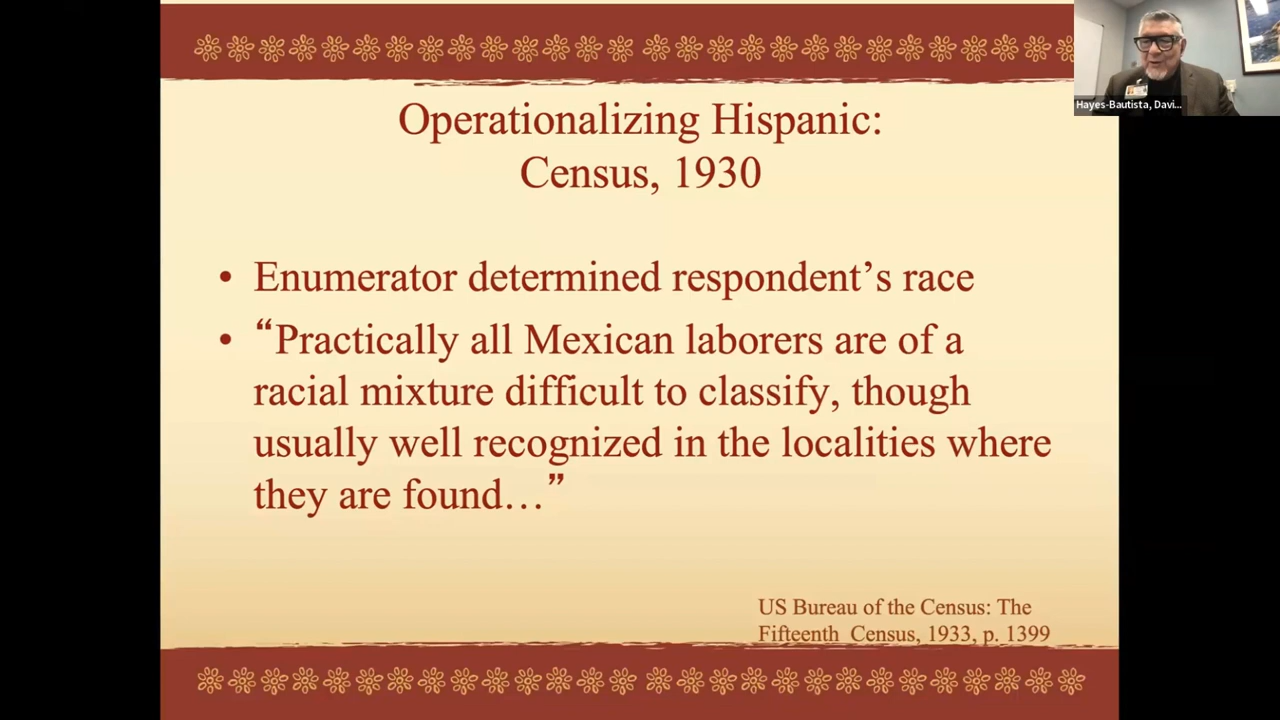 Hayes-Bautista, Davi...
Operationalizing Hispanic:
Census, 1930
• Enumerator determined respondent’s race
• “Practically all Mexican laborers are of a
racial mixture difficult to classify, though
usually well recognized in the localities where
they are found…”
US Bureau of the Census: The
Fifteenth Census, 1933, p. 1399